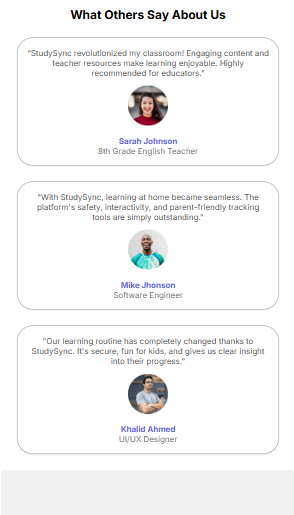 What Others Say About Us
"StudySync revolutionized my classroom! Engaging content and
teacher resources make learning enjoyable. Highly
recommended for educators."
Sarah Johnson
8th Grade English Teacher
"With StudySync, learning at home became seamless. The
platform's safety, interactivity, and parent-friendly tracking
tools are simply outstanding."
Mike Jhonson
Software Engineer
"Our learning routine has completely changed thanks to
StudySync. It's secure, fun for kids, and gives us clear insight
into their progress."
Khalid Ahmed
UI/UX Designer